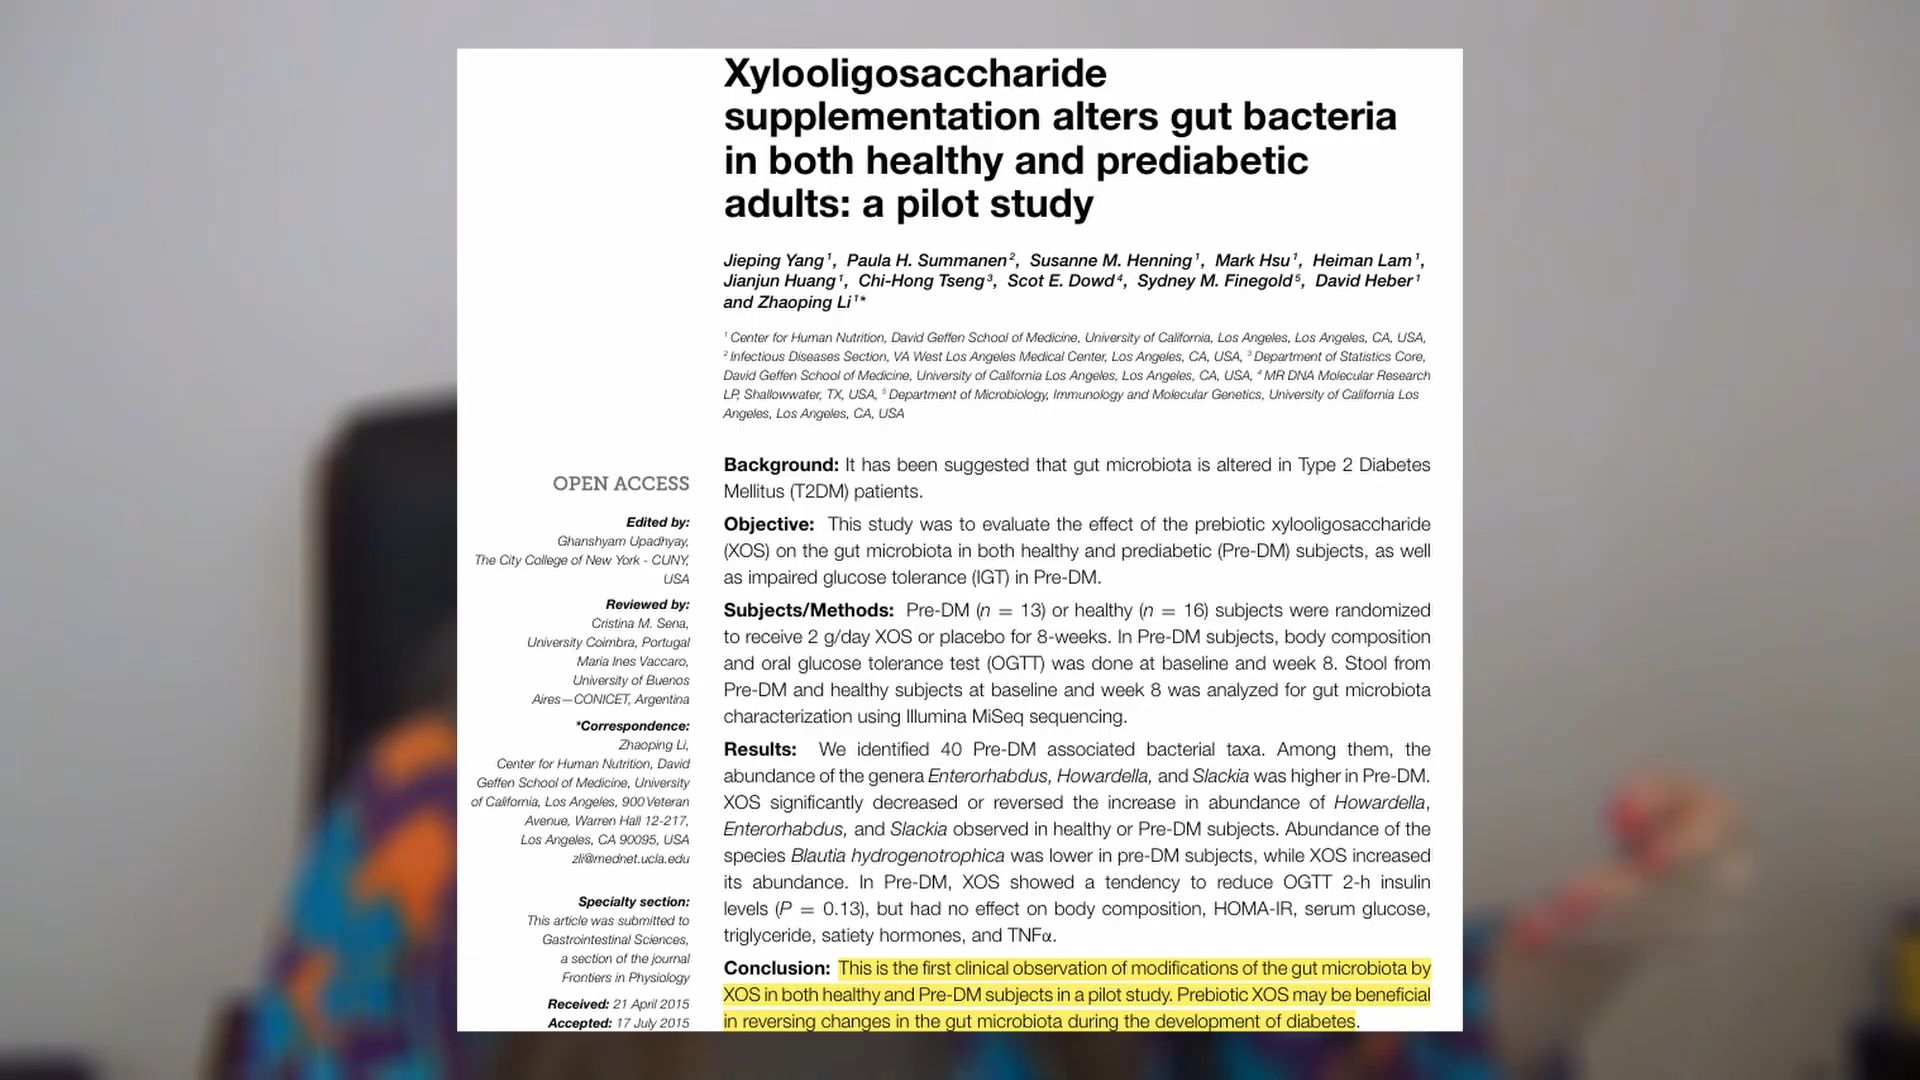 Xylooligosaccharide
supplementation alters gut bacteria
in both healthy and prediabetic
adults: a pilot study
Jieping Yang¹, Paula H. Summanen², Susanne M. Henning¹, Mark Hsu¹, Heiman Lam¹,
Jianjun Huang¹, Chi-Hong Tseng³, Scot E. Dowd⁴, Sydney M. Finegold⁵, David Heber¹
and Zhaoping Li¹*
¹ Center for Human Nutrition, David Geffen School of Medicine, University of California, Los Angeles, Los Angeles, CA, USA,
² Infectious Diseases Section, VA West Los Angeles Medical Center, Los Angeles, CA, USA, ³ Department of Statistics Core,
David Geffen School of Medicine, University of California Los Angeles, Los Angeles, CA, USA, ⁴ MR DNA Molecular Research
LP, Shallowwater, TX, USA, ⁵ Department of Microbiology, Immunology and Molecular Genetics, University of California Los
Angeles, Los Angeles, CA, USA
OPEN ACCESS
Edited by:
Ghanshyam Upadhyay,
The City College of New York - CUNY,
USA
Reviewed by:
Cristina M. Sena,
University Coimbra, Portugal
Maria Ines Vaccaro,
University of Buenos
Aires—CONICET, Argentina
*Correspondence:
Zhaoping Li,
Center for Human Nutrition, David
Geffen School of Medicine, University
of California, Los Angeles, 900 Veteran
Avenue, Warren Hall 12-217,
Los Angeles, CA 90095, USA
zli@mednet.ucla.edu
Specialty section:
This article was submitted to
Gastrointestinal Sciences,
a section of the journal
Frontiers in Physiology
Received: 21 April 2015
Accepted: 17 July 2015
Background: It has been suggested that gut microbiota is altered in Type 2 Diabetes
Mellitus (T2DM) patients.
Objective: This study was to evaluate the effect of the prebiotic xylooligosaccharide
(XOS) on the gut microbiota in both healthy and prediabetic (Pre-DM) subjects, as well
as impaired glucose tolerance (IGT) in Pre-DM.
Subjects/Methods: Pre-DM (n = 13) or healthy (n = 16) subjects were randomized
to receive 2 g/day XOS or placebo for 8-weeks. In Pre-DM subjects, body composition
and oral glucose tolerance test (OGTT) was done at baseline and week 8. Stool from
Pre-DM and healthy subjects at baseline and week 8 was analyzed for gut microbiota
characterization using Illumina MiSeq sequencing.
Results: We identified 40 Pre-DM associated bacterial taxa. Among them, the
abundance of the genera Enterorhabdus, Howardella, and Slackia was higher in Pre-DM.
XOS significantly decreased or reversed the increase in abundance of Howardella,
Enterorhabdus, and Slackia observed in healthy or Pre-DM subjects. Abundance of the
species Blautia hydrogenotrophica was lower in pre-DM subjects, while XOS increased
its abundance. In Pre-DM, XOS showed a tendency to reduce OGTT 2-h insulin
levels (P = 0.13), but had no effect on body composition, HOMA-IR, serum glucose,
triglyceride, satiety hormones, and TNFα.
Conclusion: This is the first clinical observation of modifications of the gut microbiota by
XOS in both healthy and Pre-DM subjects in a pilot study. Prebiotic XOS may be beneficial
in reversing changes in the gut microbiota during the development of diabetes.